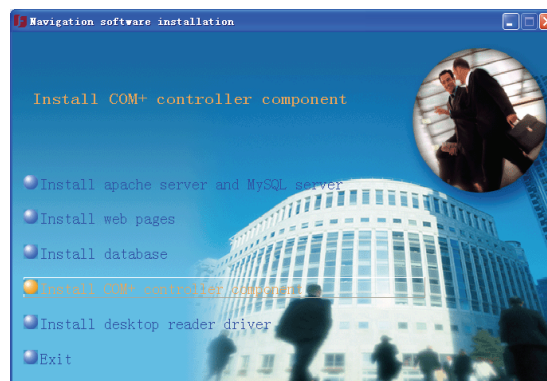 Navigation software installation
Install COM+ controller component
Install apache server and MySQL server
Install web pages
Install database
Install COM+ controller component
Install desktop reader driver
Exit